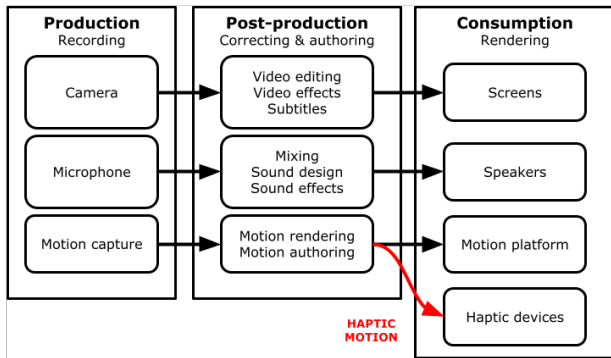 Production
Recording
Camera
Microphone
Motion capture
Post-production
Correcting & authoring
Video editing
Video effects
Subtitles
Mixing
Sound design
Sound effects
Motion rendering
Motion authoring
HAPTIC
MOTION
Consumption
Rendering
Screens
Speakers
Motion platform
Haptic devices